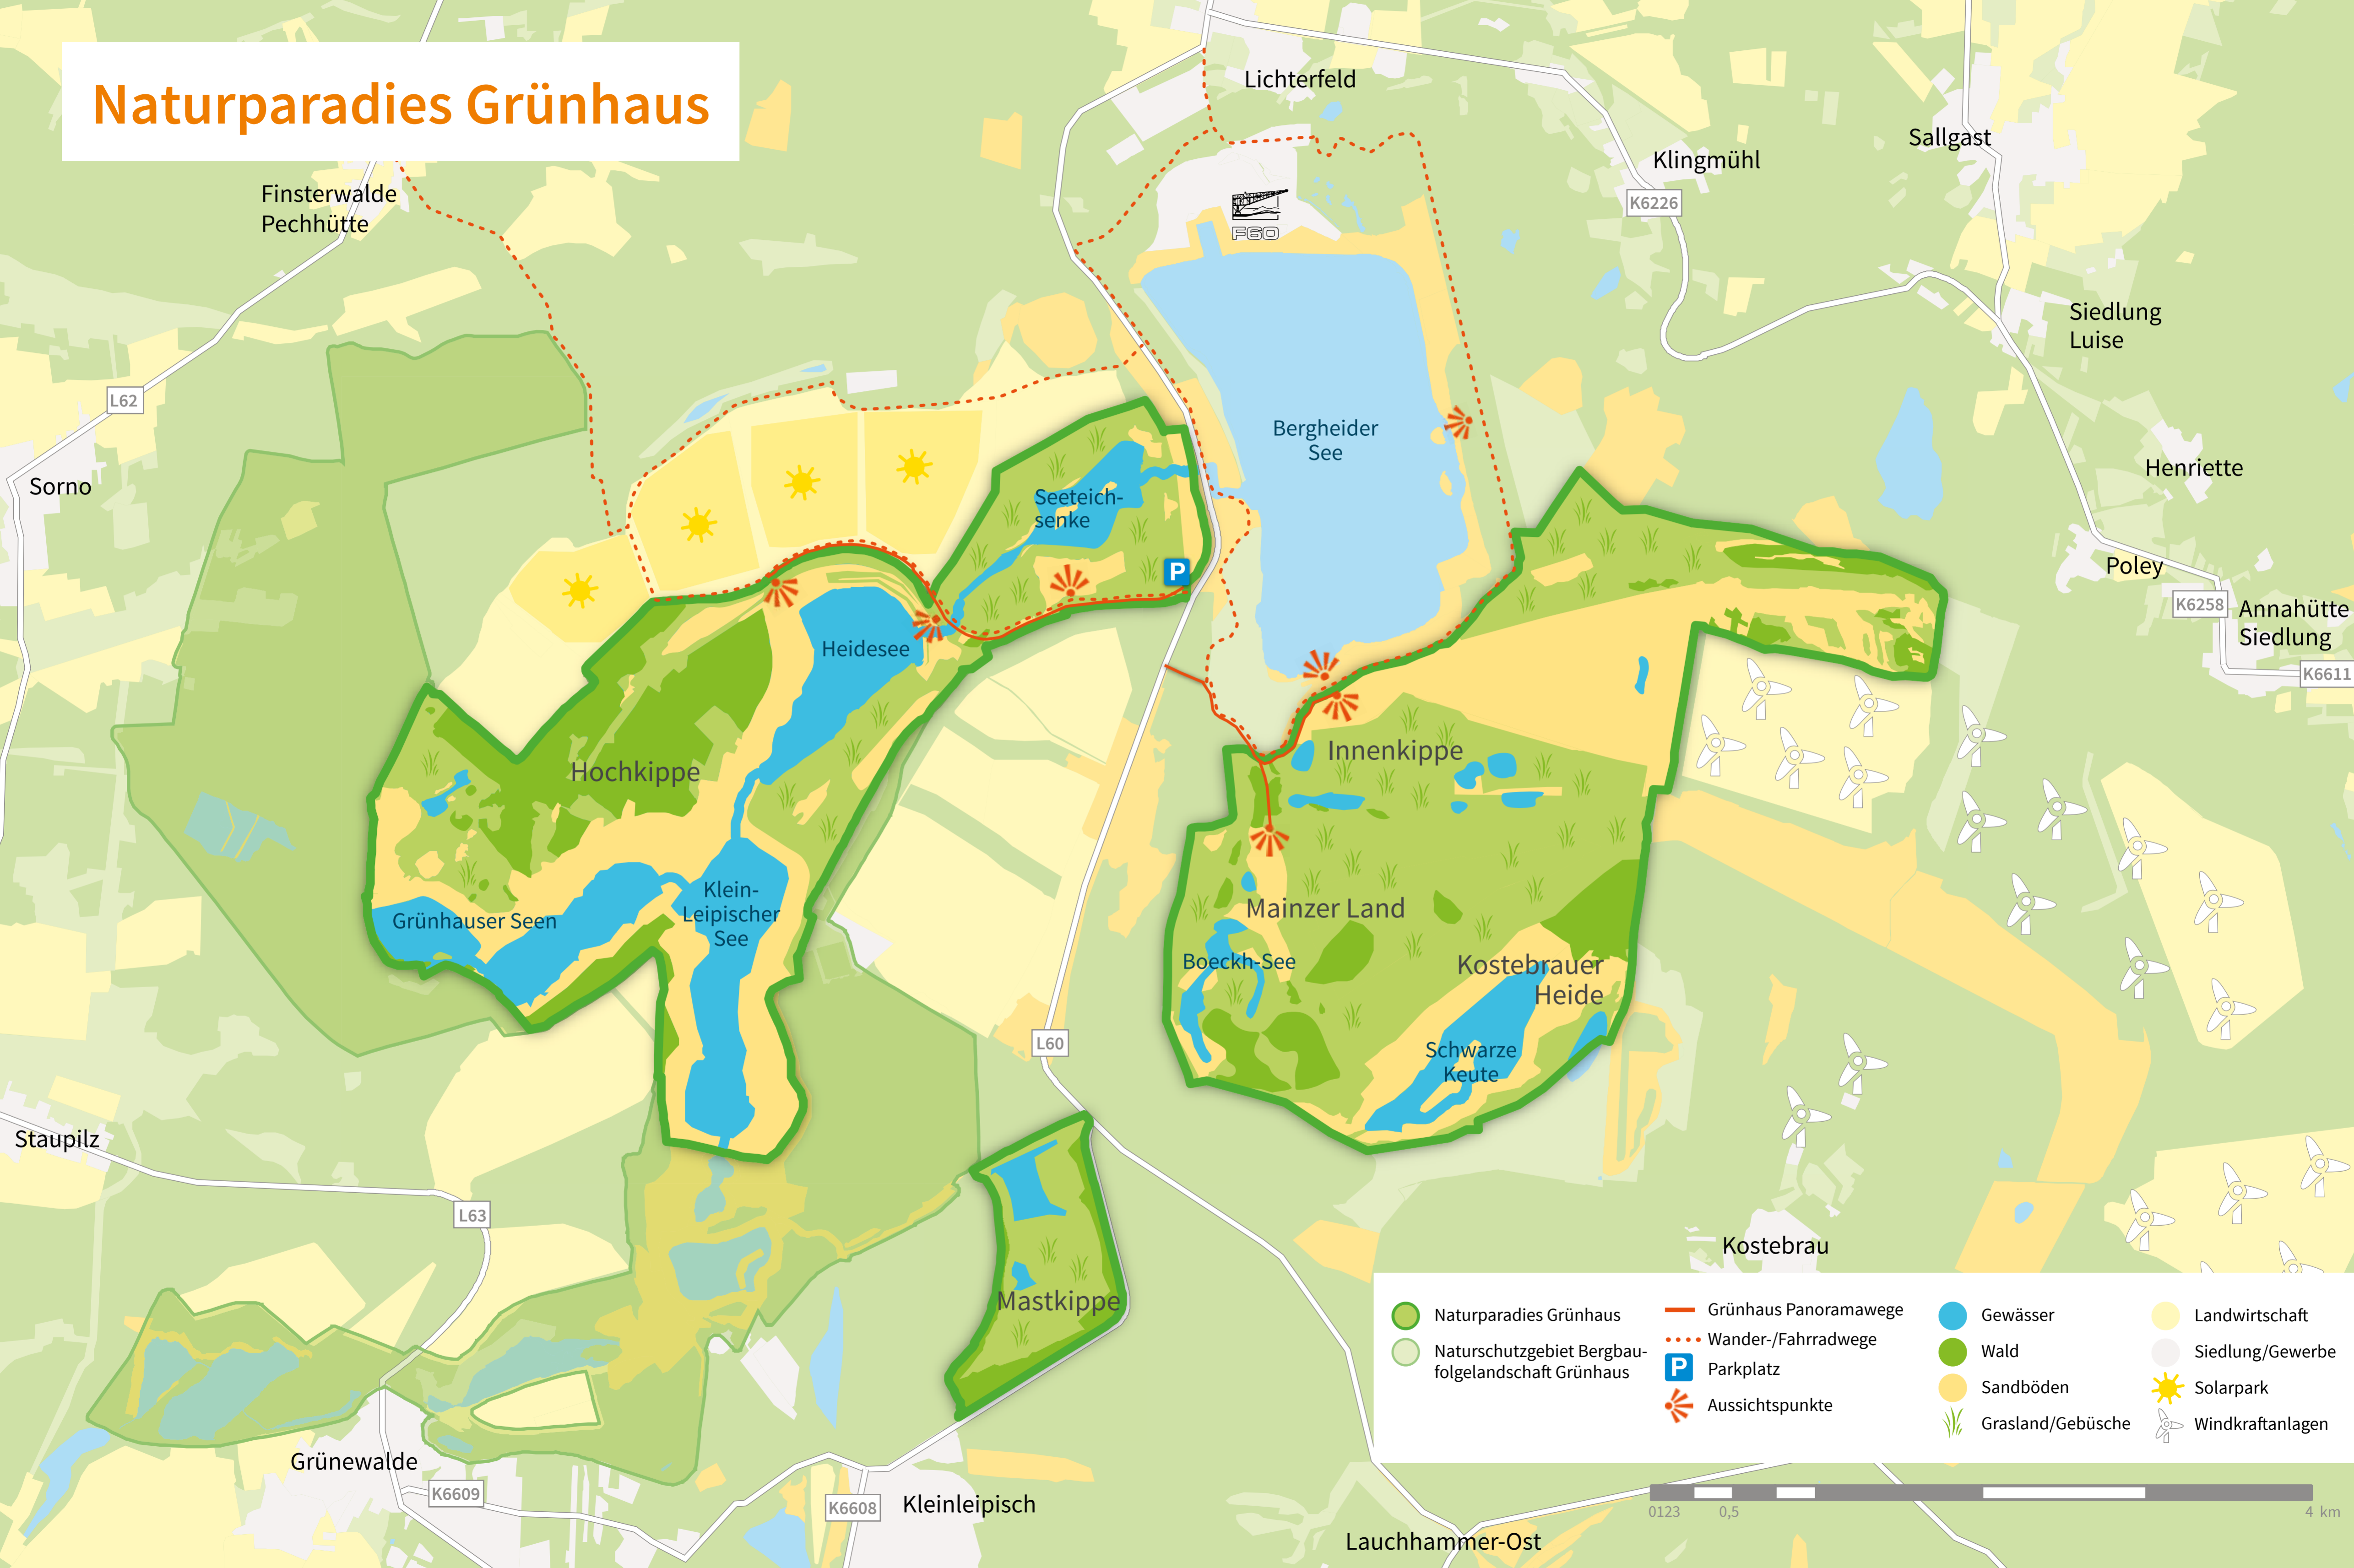 Naturparadies Grünhaus
Lichterfeld
Sallgast
Klingmühl
Finsterwalde
Pechhütte
K6226
F60
Siedlung
Luise
L62
Bergheider
See
Sorno
Henriette
Seeteich-
senke
P
Poley
K6258
Annahütte
Siedlung
K6611
Heidesee
Innenkippe
Hochkippe
Klein-
Leipischer
See
Grünhauser Seen
Mainzer Land
Boeckh-See
Kostebrauer
Heide
L60
Schwarze
Keute
Staupilz
L63
Kostebrau
Mastkippe
Grünewalde
K6609
K6608
Kleinleipisch
Lauchhammer-Ost
Naturparadies Grünhaus
Naturschutzgebiet Bergbau-
folgelandschaft Grünhaus
Grünhaus Panoramawege
Wander-/Fahrradwege
P Parkplatz
Aussichtspunkte
Gewässer
Wald
Sandböden
Grasland/Gebüsche
Landwirtschaft
Siedlung/Gewerbe
Solarpark
Windkraftanlagen
0123 0,5 4 km